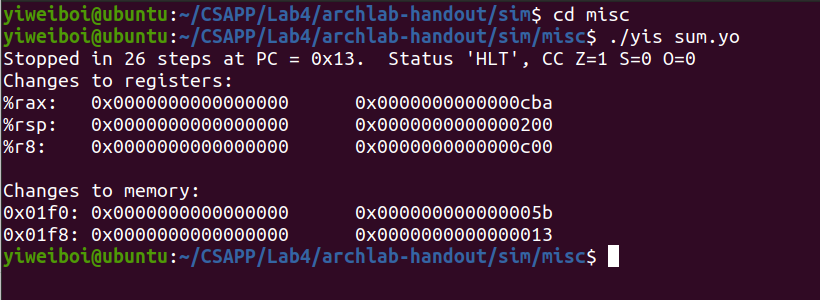 yiweiboi@ubuntu:~/CSAPP/Lab4/archlab-handout/sim$ cd misc
yiweiboi@ubuntu:~/CSAPP/Lab4/archlab-handout/sim/misc$ ./yis sum.yo
Stopped in 26 steps at PC = 0x13.  Status 'HLT', CC Z=1 S=0 O=0
Changes to registers:
%rax:   0x0000000000000000      0x0000000000000cba
%rsp:   0x0000000000000000      0x0000000000000200
%r8:    0x0000000000000000      0x0000000000000c00

Changes to memory:
0x01f0: 0x0000000000000000      0x000000000000005b
0x01f8: 0x0000000000000000      0x0000000000000013
yiweiboi@ubuntu:~/CSAPP/Lab4/archlab-handout/sim/misc$